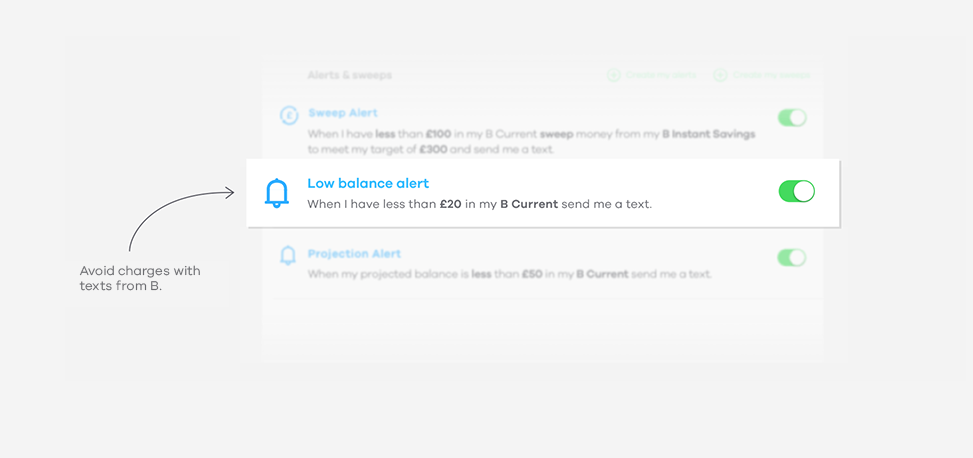 Alerts & sweeps
Create my alerts
Sweep Alert
When I have less than £100 in my B Current sweep money from my B Instant Savings
to meet my target of £300 and send me a text.
Low balance alert
When I have less than £20 in my B Current send me a text.
Projection Alert
When my projected balance is less than £50 in my B Current send me a text.
Avoid charges with
texts from B.